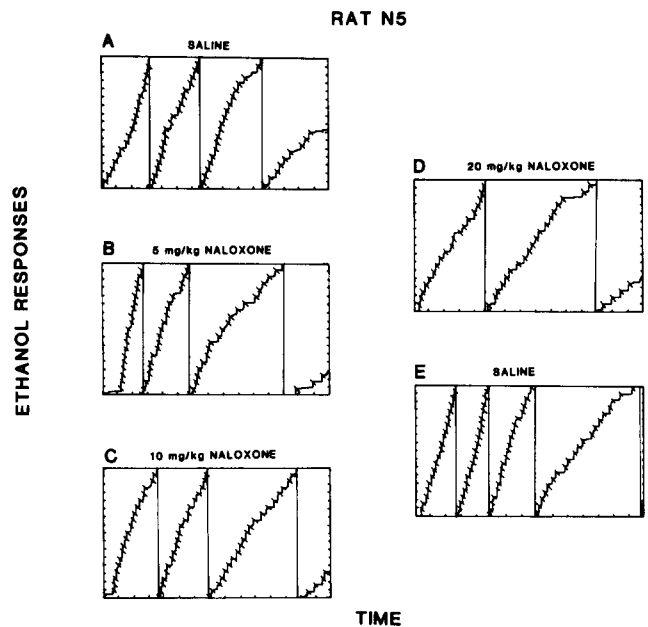 RAT N5
A
SALINE
B
5 mg/kg NALOXONE
C
10 mg/kg NALOXONE
D
20 mg/kg NALOXONE
E
SALINE
ETHANOL RESPONSES
TIME